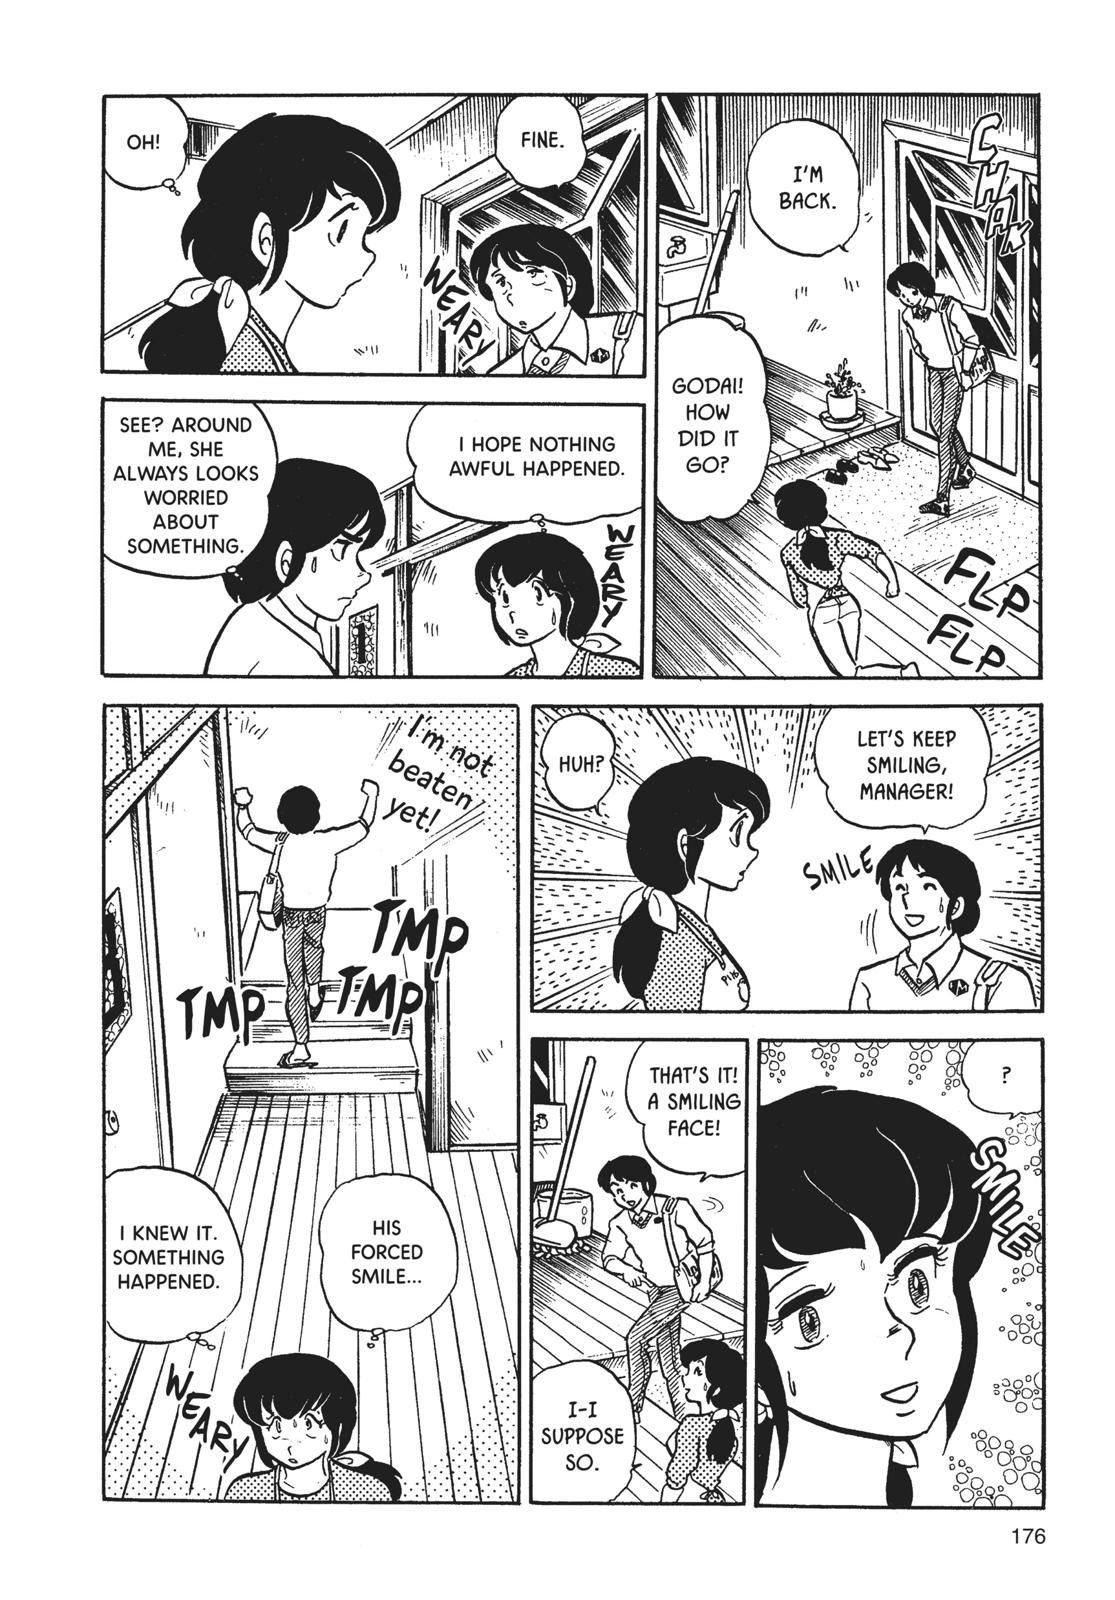 I'M
BACK.
CHAK
GODAI!
HOW
DID IT
GO?
FLP
FLP
FINE.
WEARY
OH!
I HOPE NOTHING
AWFUL HAPPENED.
WEARY
SEE? AROUND
ME, SHE
ALWAYS LOOKS
WORRIED
ABOUT
SOMETHING.
LET'S KEEP
SMILING,
MANAGER!
SMILE
HUH?
PIYO
?
SMILE
THAT'S IT!
A SMILING
FACE!
I-I
SUPPOSE
SO.
I'm not
beaten
yet!
TMP
TMP
TMP
HIS
FORCED
SMILE...
I KNEW IT.
SOMETHING
HAPPENED.
WEARY
176